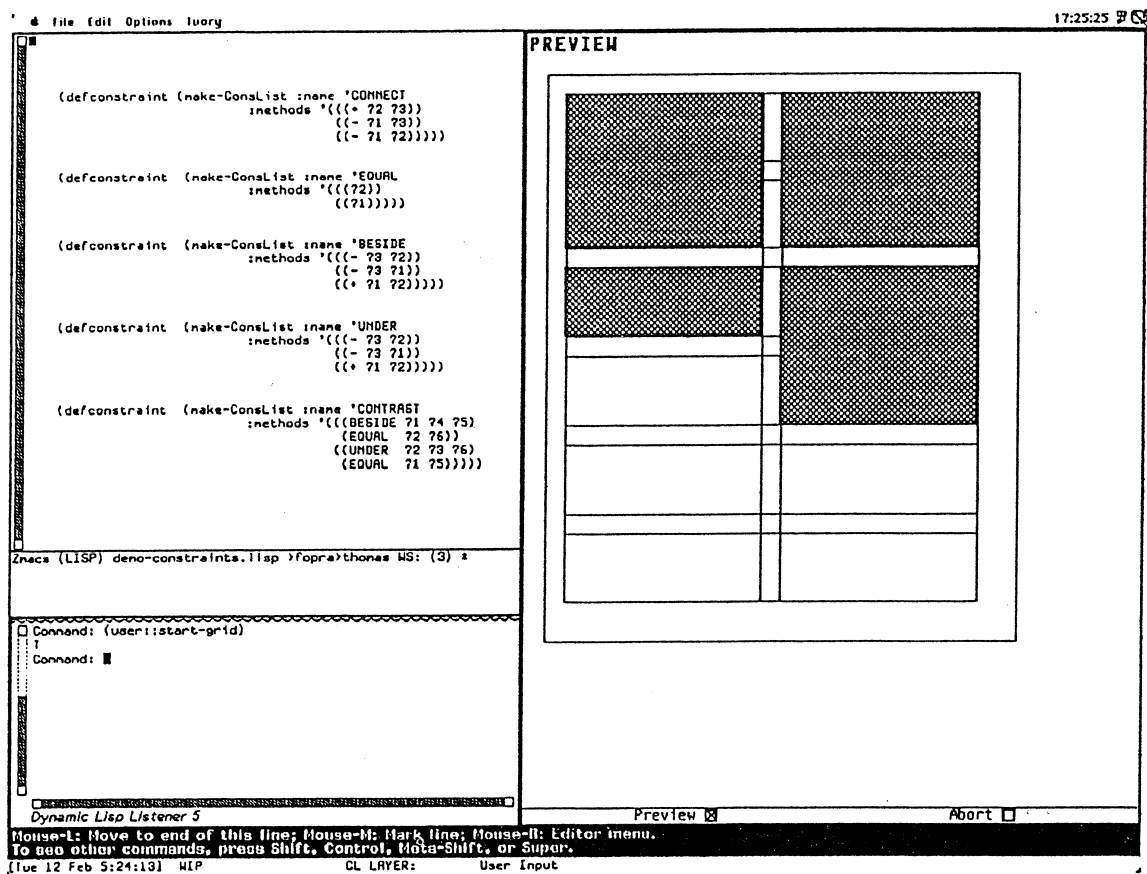 File Edit Options Ivory
17:25:25
PREVIEW
(defconstraint (make-ConsList :name 'CONNECT
:methods '(((+ ?2 ?3))
((- ?1 ?3))
((- ?1 ?2)))))
(defconstraint (make-ConsList :name 'EQUAL
:methods '(((?2))
((?1)))))
(defconstraint (make-ConsList :name 'BESIDE
:methods '(((- ?3 ?2))
((- ?3 ?1))
((+ ?1 ?2)))))
(defconstraint (make-ConsList :name 'UNDER
:methods '(((- ?3 ?2))
((- ?3 ?1))
((+ ?1 ?2)))))
(defconstraint (make-ConsList :name 'CONTRAST
:methods '(((BESIDE ?1 ?4 ?5)
(EQUAL ?2 ?6))
((UNDER ?2 ?3 ?6)
(EQUAL ?1 ?5)))))
Zmacs (LISP) demo-constraints.lisp >fopra>thomas WS: (3) *
Command: (user::start-grid)
T
Command:
Dynamic Lisp Listener 5
Preview
Abort
Mouse-L: Move to end of this line; Mouse-M: Mark line; Mouse-R: Editor menu.
To see other commands, press Shift, Control, Meta-Shift, or Super.
[Tue 12 Feb 5:24:13] WIP CL LAYER: User Input